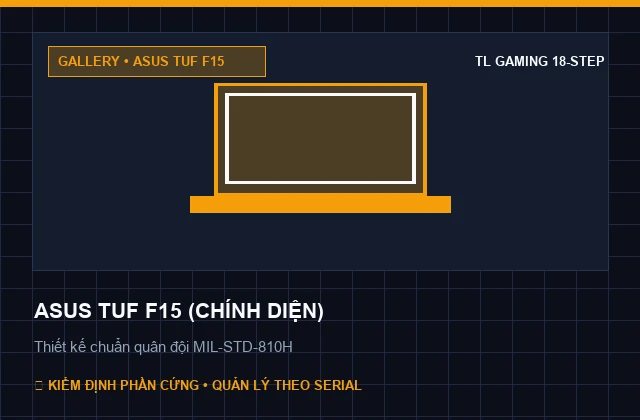 GALLERY • ASUS TUF F15
TL GAMING 18-STEP
ASUS TUF F15 (CHÍNH DIỆN)
Thiết kế chuẩn quân đội MIL-STD-810H
KIỂM ĐỊNH PHẦN CỨNG • QUẢN LÝ THEO SERIAL